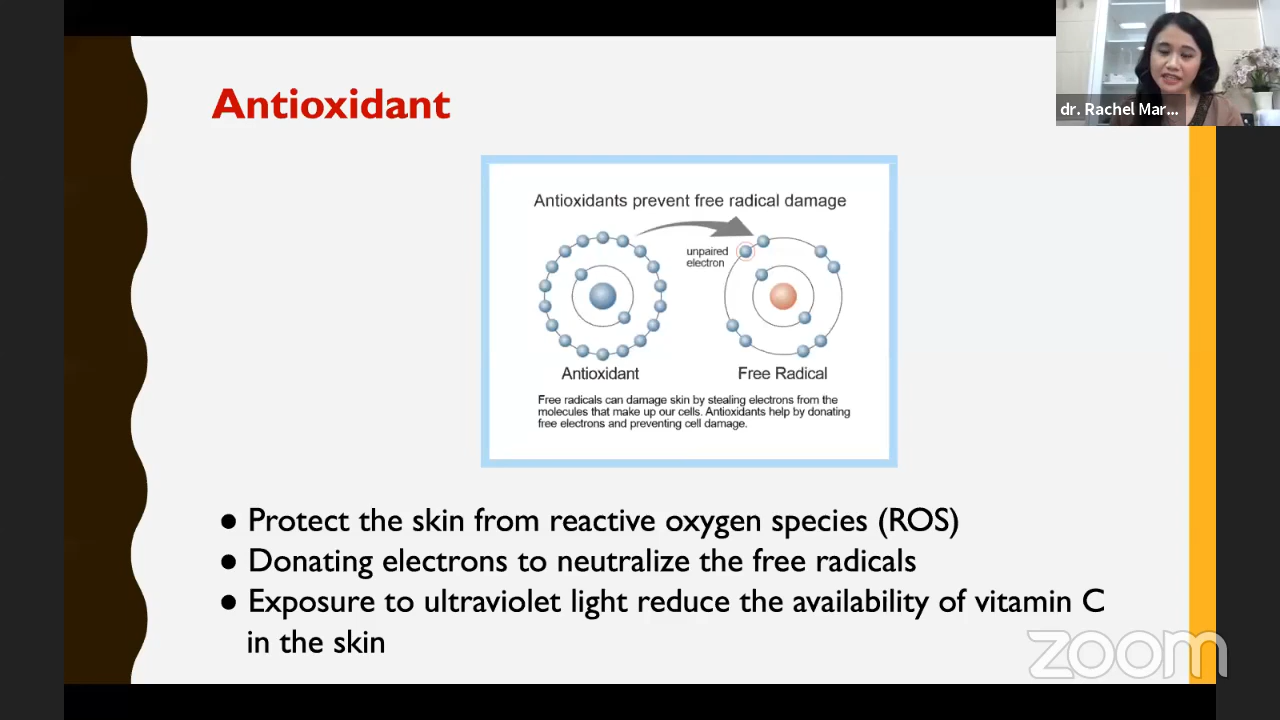 Antioxidant
dr. Rachel Mar...
Antioxidants prevent free radical damage
unpaired
electron
Antioxidant
Free Radical
Free radicals can damage skin by stealing electrons from the
molecules that make up our cells. Antioxidants help by donating
free electrons and preventing cell damage.
● Protect the skin from reactive oxygen species (ROS)
● Donating electrons to neutralize the free radicals
● Exposure to ultraviolet light reduce the availability of vitamin C
in the skin
zoom